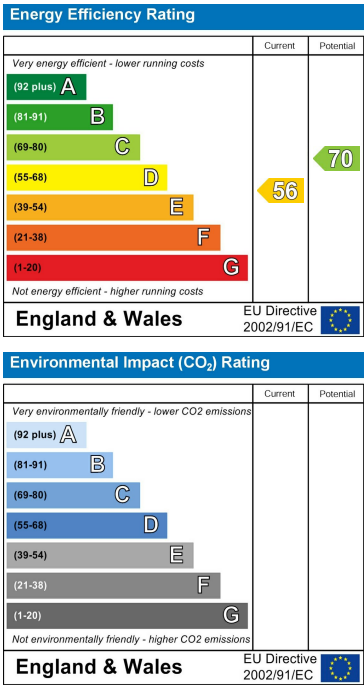 Energy Efficiency Rating
Current Potential
Very energy efficient - lower running costs
(92 plus) A
(81-91) B
(69-80) C
(55-68) D
(39-54) E
(21-38) F
(1-20) G
56
70
Not energy efficient - higher running costs
England & Wales
EU Directive
2002/91/EC
Environmental Impact (CO₂) Rating
Current Potential
Very environmentally friendly - lower CO2 emissions
(92 plus) A
(81-91) B
(69-80) C
(55-68) D
(39-54) E
(21-38) F
(1-20) G
Not environmentally friendly - higher CO2 emissions
England & Wales
EU Directive
2002/91/EC